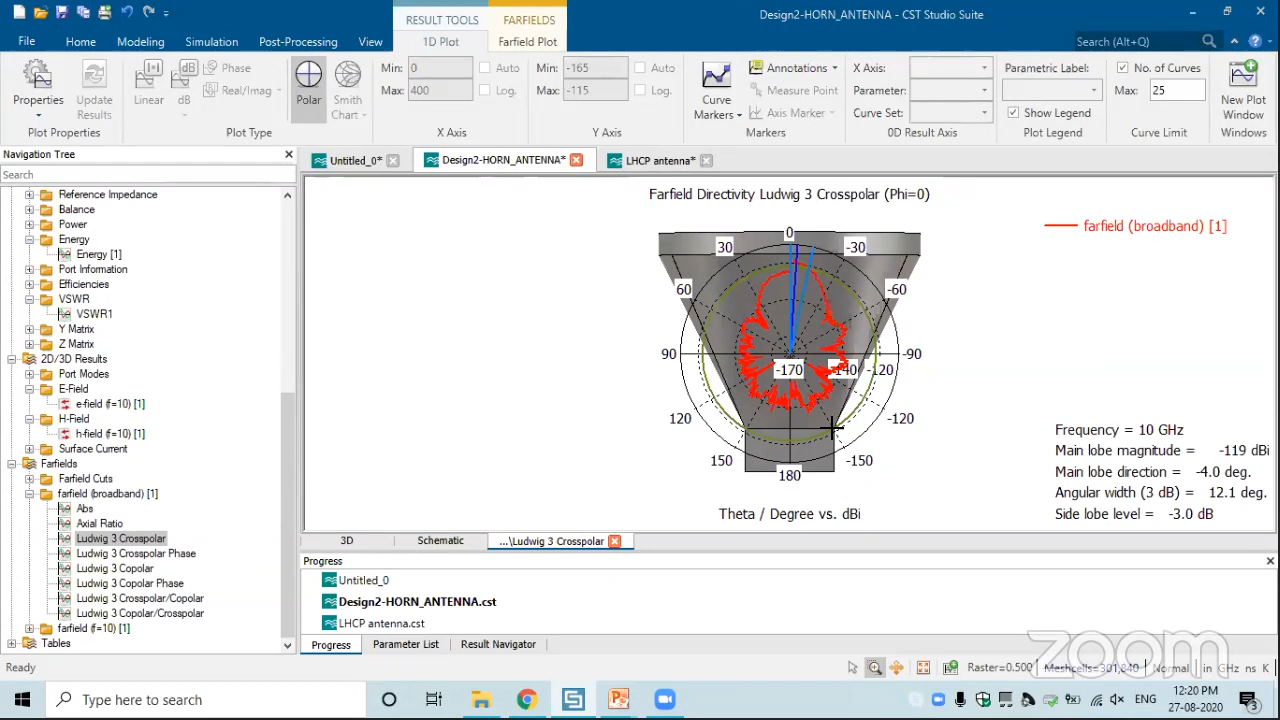 RESULT TOOLS FARFIELDS Design2-HORN_ANTENNA - CST Studio Suite
File Home Modeling Simulation Post-Processing View 1D Plot Farfield Plot Search (Alt+Q)
Properties Update Results Linear dB Phase Real/Imag Polar Smith Chart
Min: 0 Auto Min: -165 Auto
Max: 400 Log. Max: -115 Log.
Curve Markers Annotations Measure Point Axis Marker
X Axis: Parameter: Curve Set:
Parametric Label: Show Legend
No. of Curves Max: 25
New Plot Window
Plot Properties Plot Type X Axis Y Axis Markers 0D Result Axis Plot Legend Curve Limit Windows
Navigation Tree
Search
Reference Impedance
Balance
Power
Energy
Energy [1]
Port Information
Efficiencies
VSWR
VSWR1
Y Matrix
Z Matrix
2D/3D Results
Port Modes
E-Field
e-field (f=10) [1]
H-Field
h-field (f=10) [1]
Surface Current
Farfields
Farfield Cuts
farfield (broadband) [1]
Abs
Axial Ratio
Ludwig 3 Crosspolar
Ludwig 3 Crosspolar Phase
Ludwig 3 Copolar
Ludwig 3 Copolar Phase
Ludwig 3 Crosspolar/Copolar
Ludwig 3 Copolar/Crosspolar
farfield (f=10) [1]
Tables
Untitled_0* Design2-HORN_ANTENNA* LHCP antenna*
Farfield Directivity Ludwig 3 Crosspolar (Phi=0)
farfield (broadband) [1]
0
30 -30
60 -60
90 -90
-170 -140 -120
120 -120
150 -150
180
Theta / Degree vs. dBi
Frequency = 10 GHz
Main lobe magnitude = -119 dBi
Main lobe direction = -4.0 deg.
Angular width (3 dB) = 12.1 deg.
Side lobe level = -3.0 dB
3D Schematic ...\Ludwig 3 Crosspolar
Progress
Untitled_0
Design2-HORN_ANTENNA.cst
LHCP antenna.cst
Progress Parameter List Result Navigator
zoom
Ready Raster=0.500 Meshcells=301,840 Normal in GHz ns K
Type here to search ENG 12:20 PM
27-08-2020 3